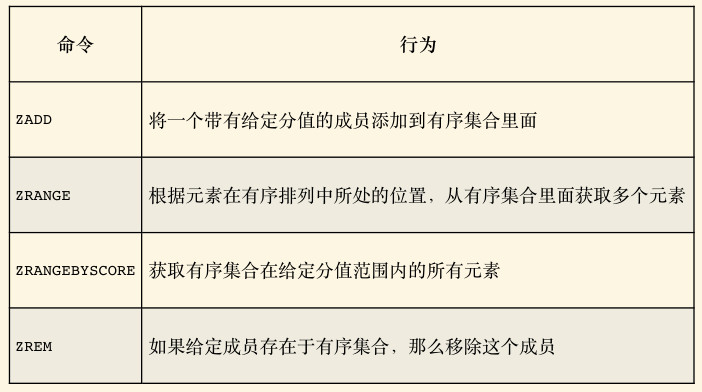 命令 行为
ZADD 将一个带有给定分值的成员添加到有序集合里面
ZRANGE 根据元素在有序排列中所处的位置，从有序集合里面获取多个元素
ZRANGEBYSCORE 获取有序集合在给定分值范围内的所有元素
ZREM 如果给定成员存在于有序集合，那么移除这个成员